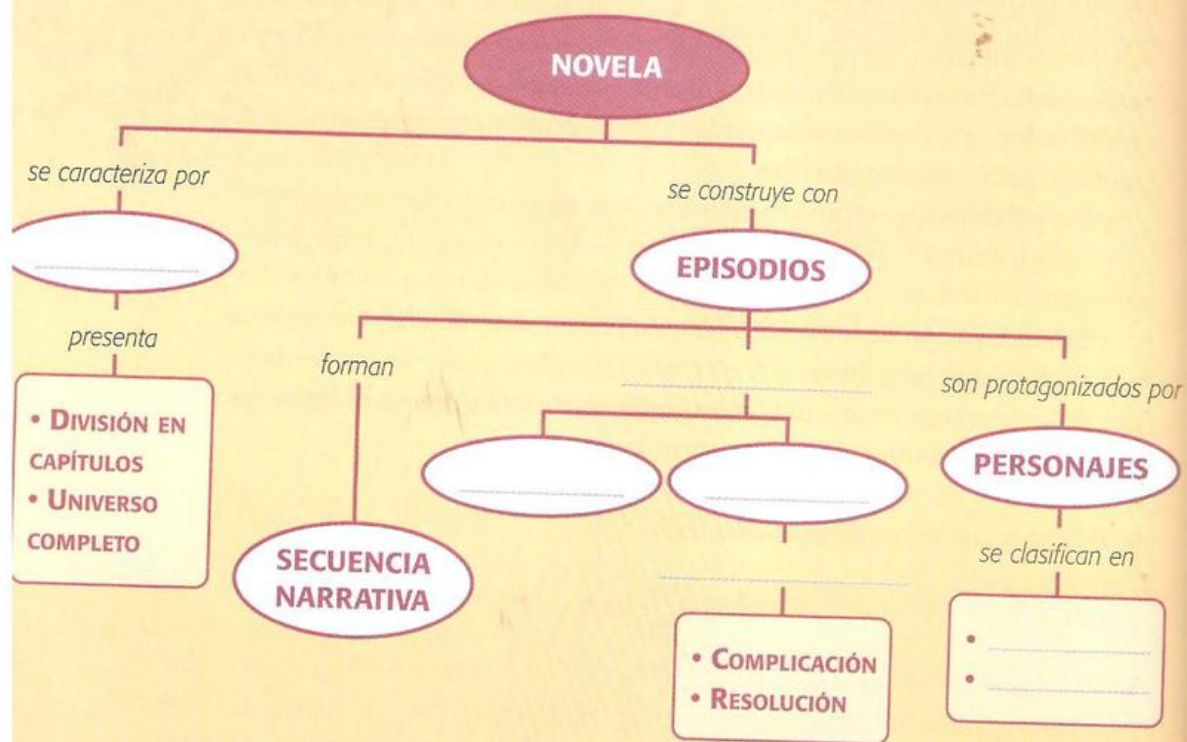 NOVELA
se caracteriza por
se construye con
EPISODIOS
presenta
forman
son protagonizados por
• DIVISIÓN EN
CAPÍTULOS
• UNIVERSO
COMPLETO
SECUENCIA
NARRATIVA
PERSONAJES
se clasifican en
• COMPLICACIÓN
• RESOLUCIÓN